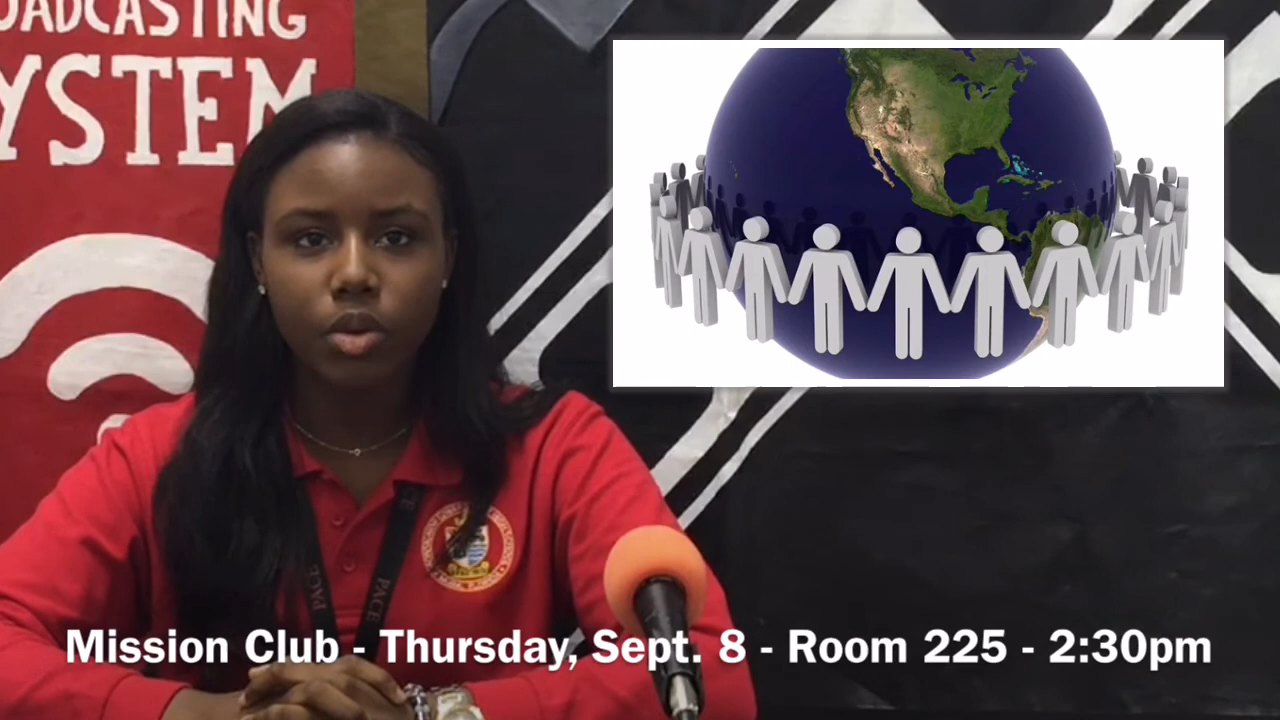 OADCASTING
YSTEM
PACE
PACE
Mission Club - Thursday, Sept. 8 - Room 225 - 2:30pm